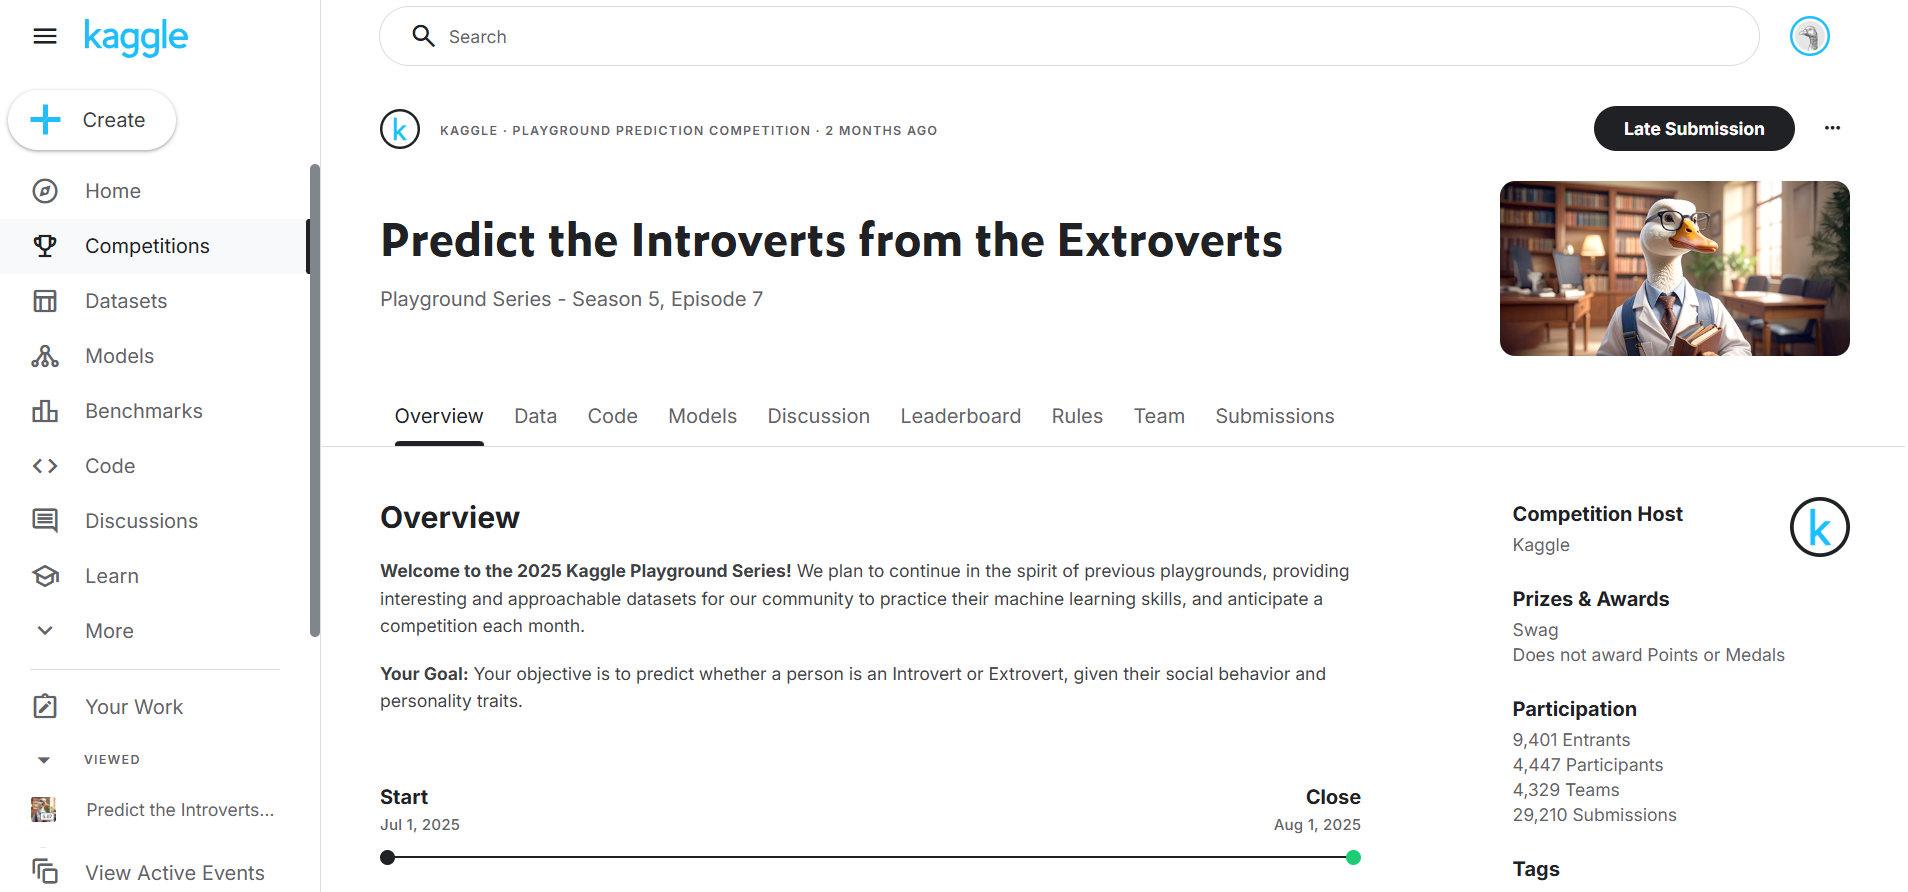 kaggle
Search
Create
Home
Competitions
Datasets
Models
Benchmarks
Code
Discussions
Learn
More
Your Work
VIEWED
Predict the Introverts...
View Active Events
k
KAGGLE · PLAYGROUND PREDICTION COMPETITION · 2 MONTHS AGO
Late Submission
Predict the Introverts from the Extroverts
Playground Series - Season 5, Episode 7
Overview Data Code Models Discussion Leaderboard Rules Team Submissions
Overview
Welcome to the 2025 Kaggle Playground Series! We plan to continue in the spirit of previous playgrounds, providing
interesting and approachable datasets for our community to practice their machine learning skills, and anticipate a
competition each month.
Your Goal: Your objective is to predict whether a person is an Introvert or Extrovert, given their social behavior and
personality traits.
Start
Jul 1, 2025
Close
Aug 1, 2025
Competition Host
Kaggle
k
Prizes & Awards
Swag
Does not award Points or Medals
Participation
9,401 Entrants
4,447 Participants
4,329 Teams
29,210 Submissions
Tags